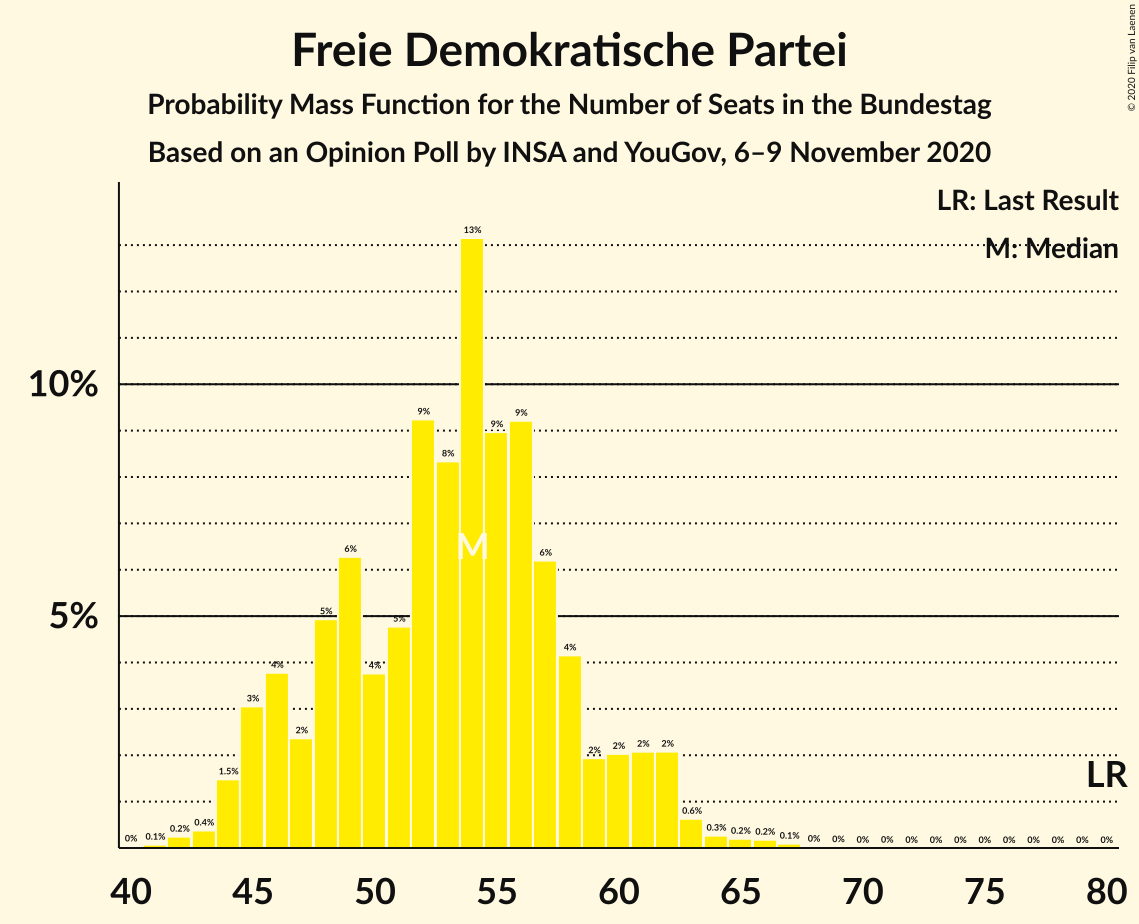 Freie Demokratische Partei
Probability Mass Function for the Number of Seats in the Bundestag
Based on an Opinion Poll by INSA and YouGov, 6–9 November 2020
© 2020 Filip van Laenen
LR: Last Result
M: Median
10%
5%
0% 0.1% 0.2% 0.4% 1.5% 3% 4% 2% 5% 6% 4% 5% 9% 8% 13% 9% 9% 6% 4% 2% 2% 2% 2% 0.6% 0.3% 0.2% 0.2% 0.1% 0% 0% 0% 0% 0% 0% 0% 0% 0% 0% 0% 0% 0%
M
LR
40 45 50 55 60 65 70 75 80